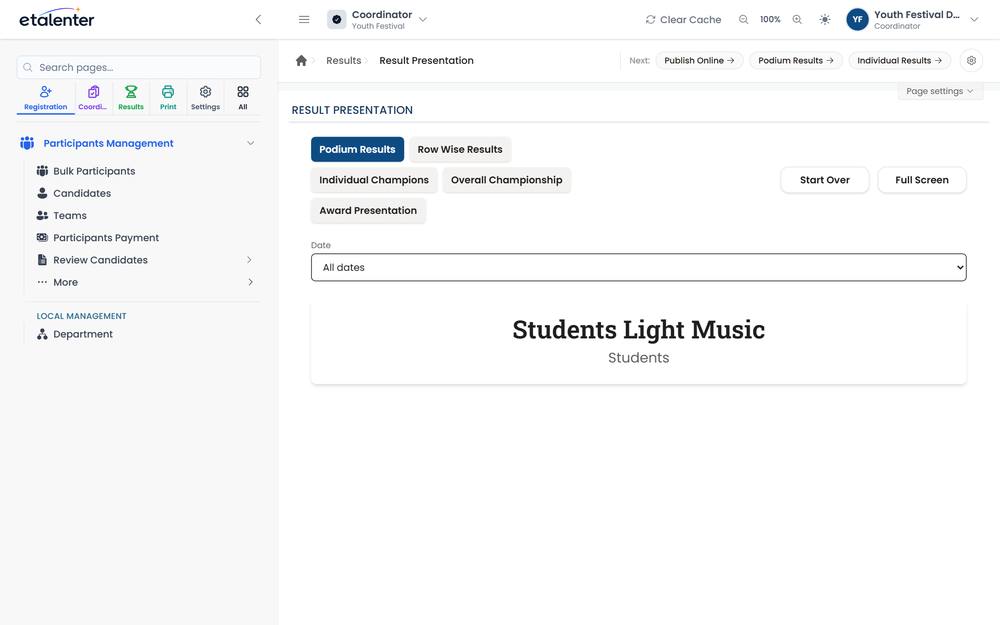 etalenter
Coordinator
Youth Festival
Clear Cache
100%
YF
Youth Festival D...
Coordinator
Search pages...
Registration
Coordi...
Results
Print
Settings
All
Participants Management
Bulk Participants
Candidates
Teams
Participants Payment
Review Candidates
More
LOCAL MANAGEMENT
Department
Results
Result Presentation
Next:
Publish Online →
Podium Results →
Individual Results →
Page settings
RESULT PRESENTATION
Podium Results
Row Wise Results
Individual Champions
Overall Championship
Award Presentation
Start Over
Full Screen
Date
All dates
Students Light Music
Students